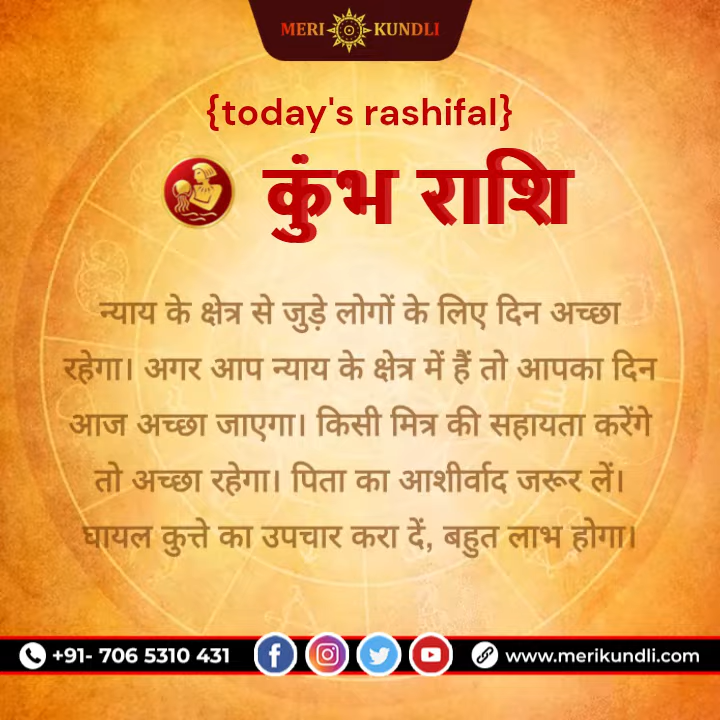 MERI KUNDLI
{today's rashifal}
कुंभ राशि
न्याय के क्षेत्र से जुड़े लोगों के लिए दिन अच्छा
रहेगा। अगर आप न्याय के क्षेत्र में हैं तो आपका दिन
आज अच्छा जाएगा। किसी मित्र की सहायता करेंगे
तो अच्छा रहेगा। पिता का आशीर्वाद जरूर लें।
घायल कुत्ते का उपचार करा दें, बहुत लाभ होगा।
+91- 706 5310 431 www.merikundli.com